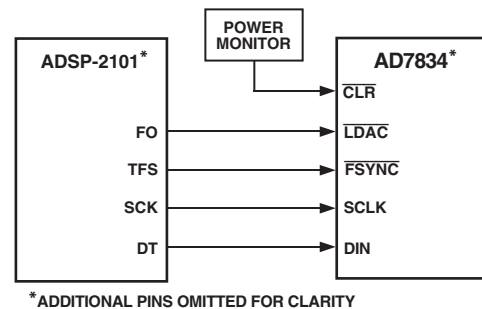 POWER
MONITOR
ADSP-2101*
AD7834*
CLR
FO
LDAC
TFS
FSYNC
SCK
SCLK
DT
DIN
*ADDITIONAL PINS OMITTED FOR CLARITY